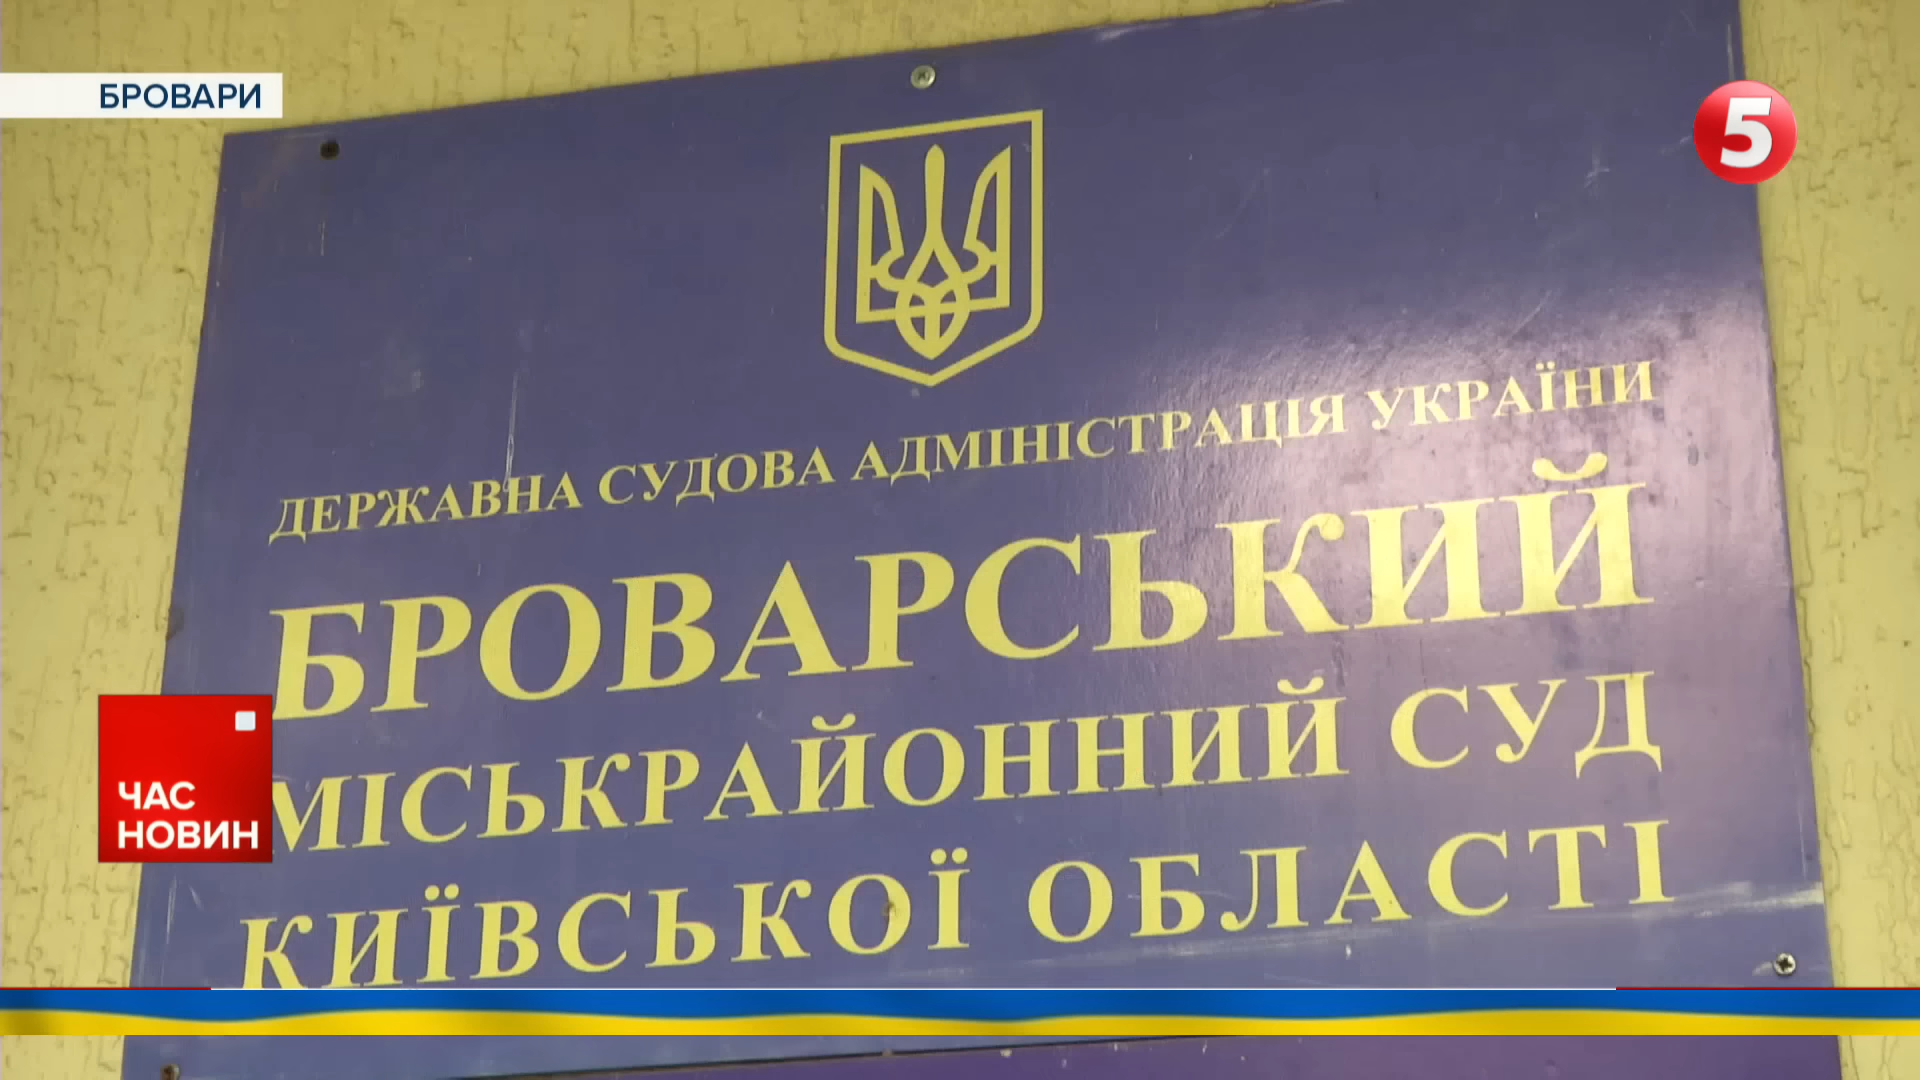 БРОВАРИ
5
ДЕРЖАВНА СУДОВА АДМІНІСТРАЦІЯ УКРАЇНИ
БРОВАРСЬКИЙ
МІСЬКРАЙОННИЙ СУД
КИЇВСЬКОЇ ОБЛАСТІ
ЧАС
НОВИН